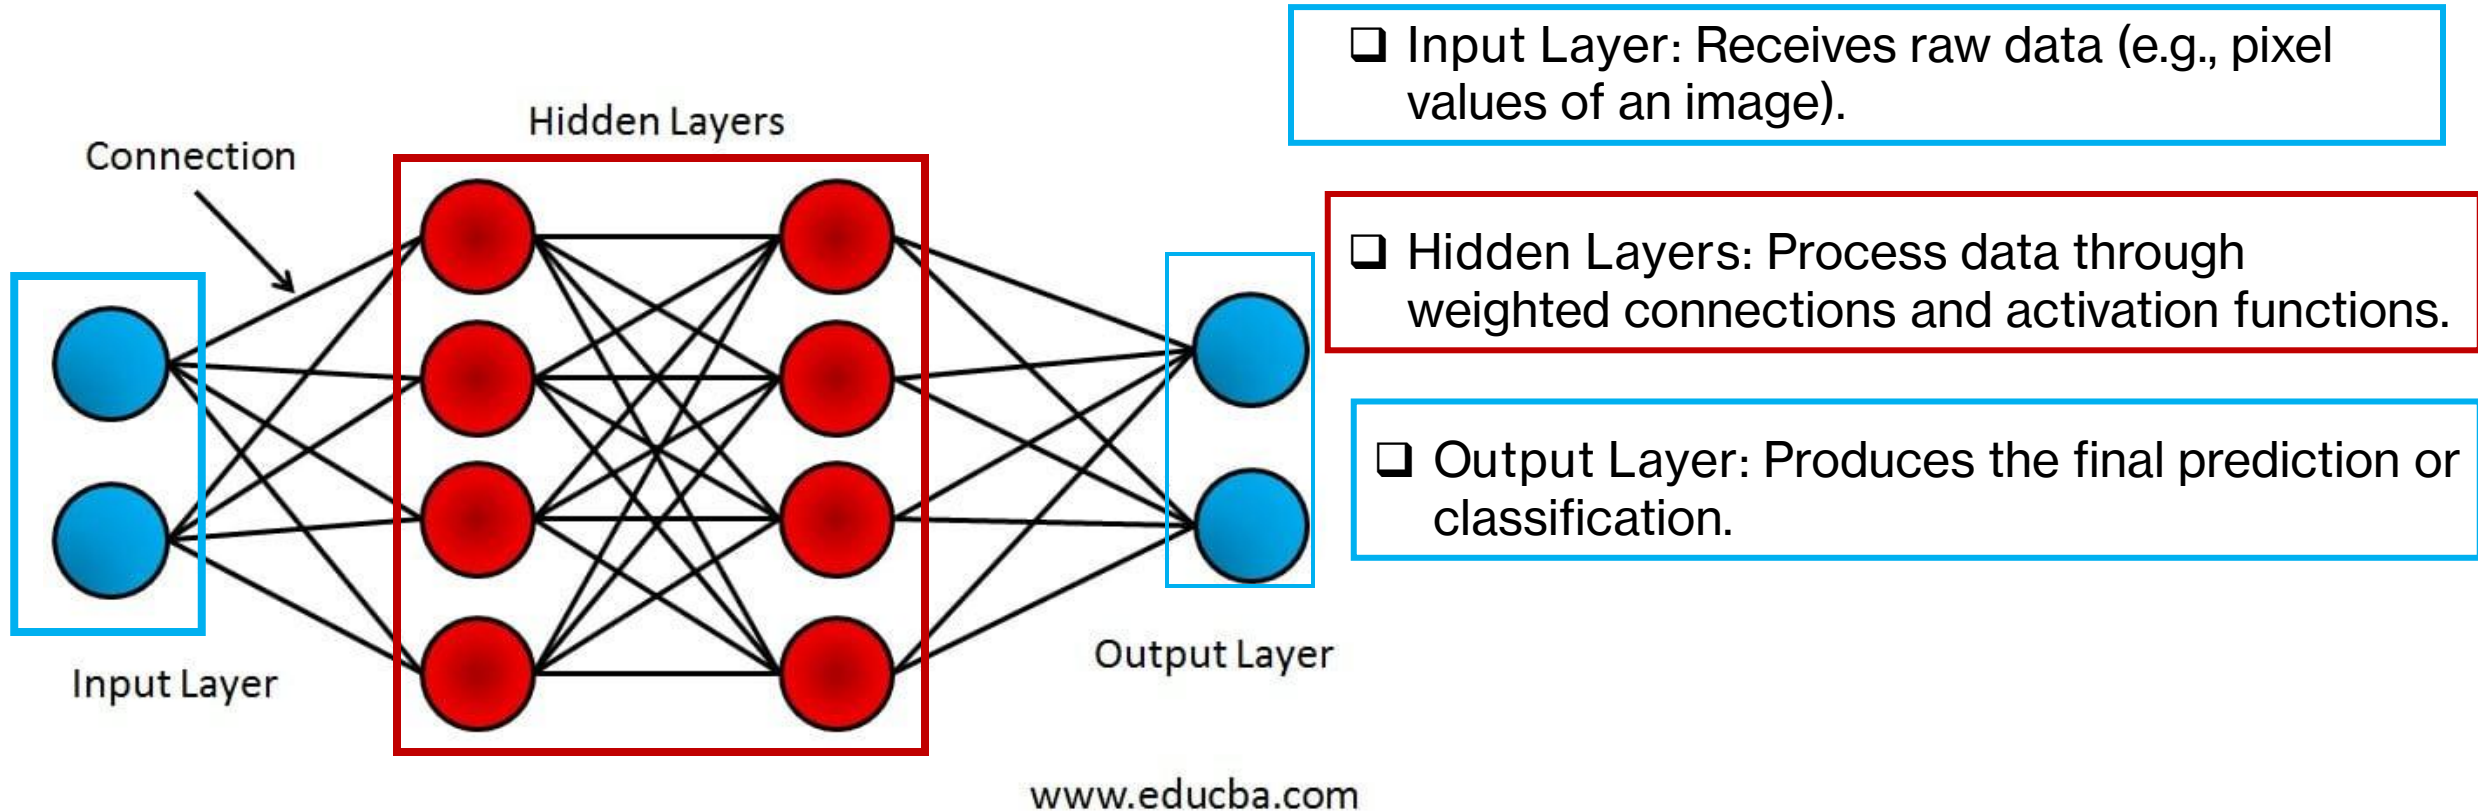 Connection
Hidden Layers
Input Layer
Output Layer
www.educba.com
❑ Input Layer: Receives raw data (e.g., pixel
values of an image).
❑ Hidden Layers: Process data through
weighted connections and activation functions.
❑ Output Layer: Produces the final prediction or
classification.